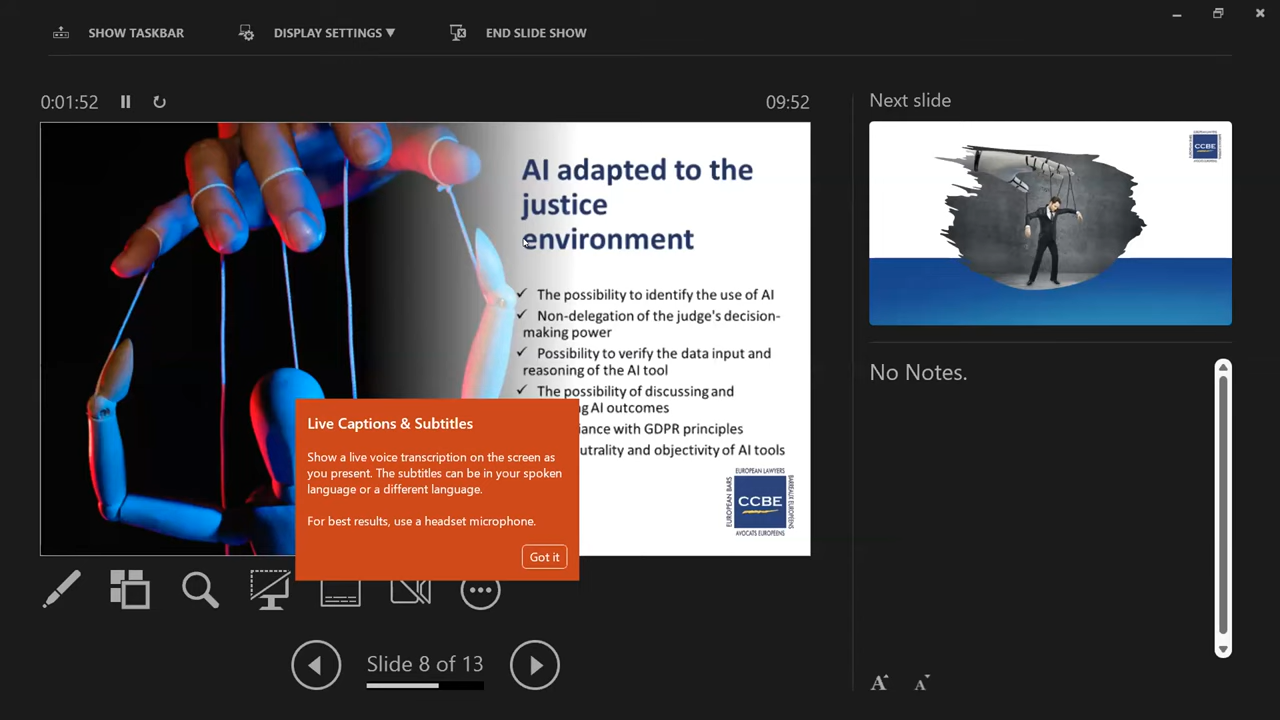 SHOW TASKBAR
DISPLAY SETTINGS ▼
END SLIDE SHOW
0:01:52
09:52
AI adapted to the
justice
environment
✓ The possibility to identify the use of AI
✓ Non-delegation of the judge's decision-
making power
✓ Possibility to verify the data input and
reasoning of the AI tool
✓ The possibility of discussing and
AI outcomes
with GDPR principles
and objectivity of AI tools
EUROPEAN LAWYERS
EUROPEAN BARS
CCBE
BARREAUX EUROPEENS
AVOCATS EUROPEENS
Live Captions & Subtitles
Show a live voice transcription on the screen as
you present. The subtitles can be in your spoken
language or a different language.
For best results, use a headset microphone.
Got it
Slide 8 of 13
Next slide
CCBE
No Notes.
A
A